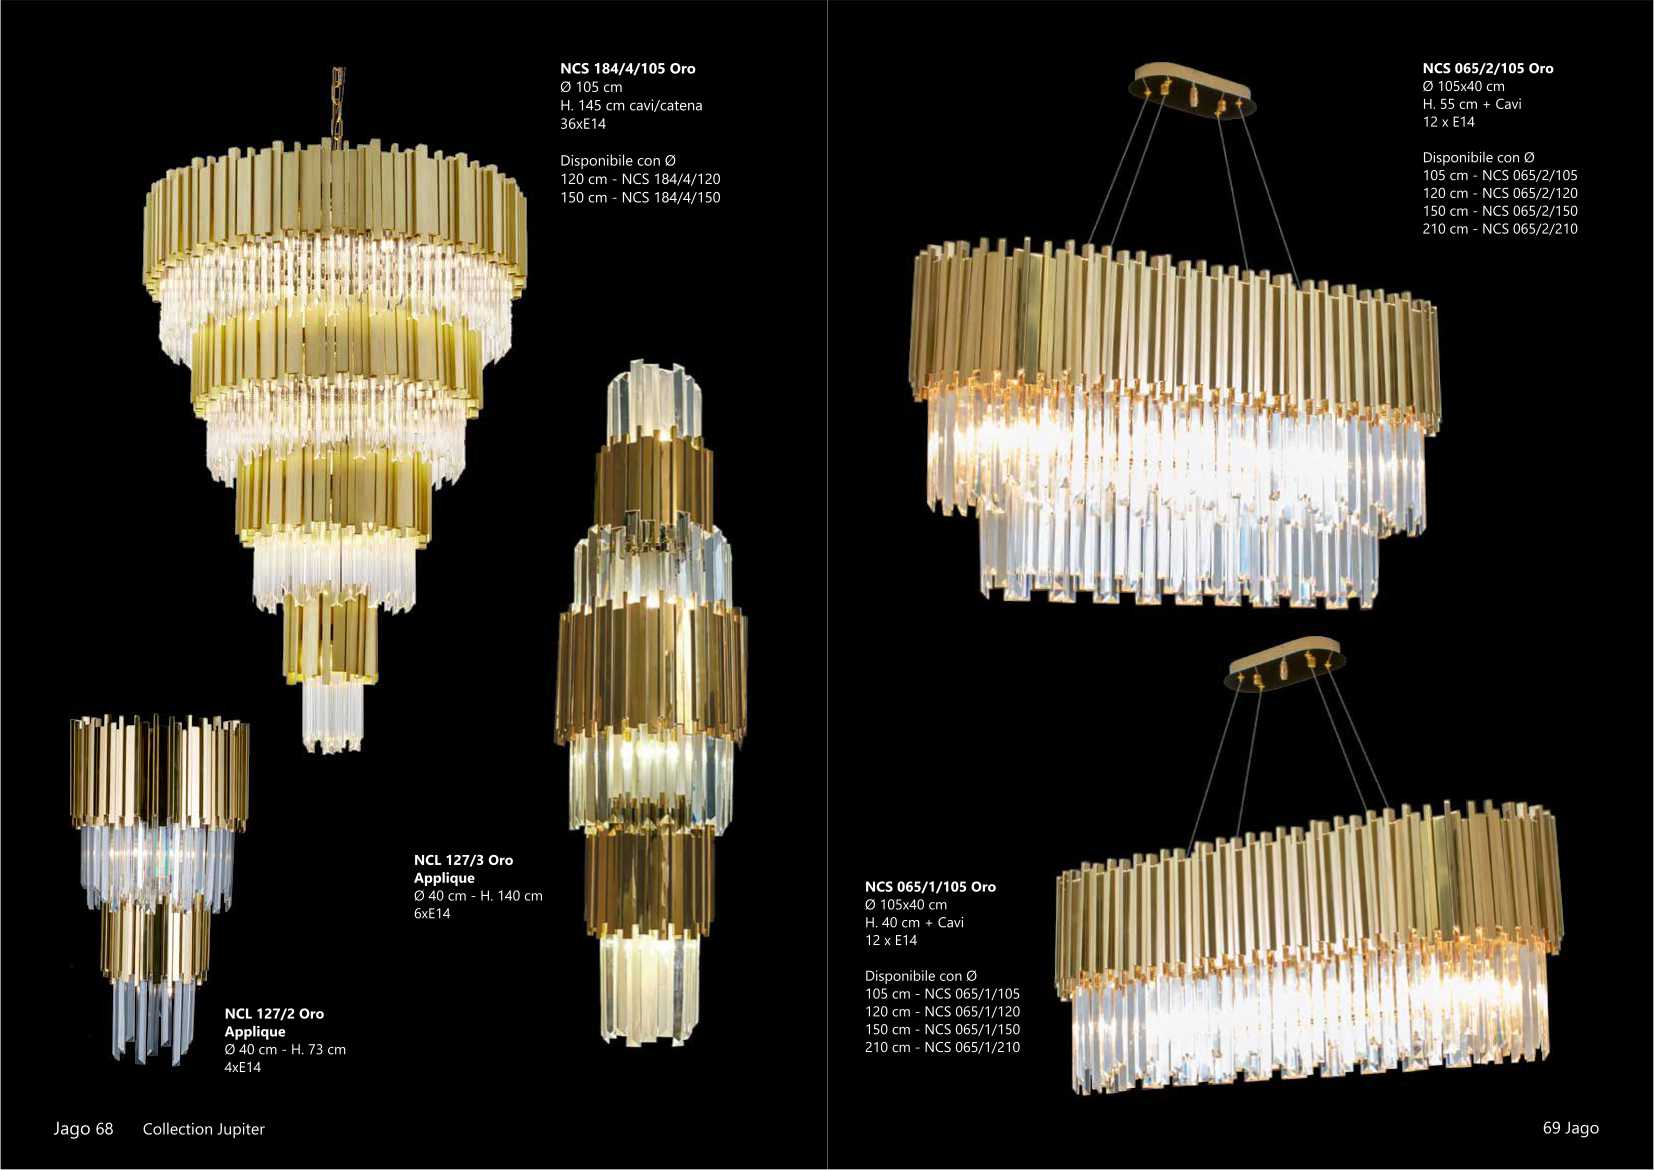 NCS 184/4/105 Oro
Ø 105 cm
H. 145 cm cavi/catena
36xE14
Disponibile con Ø
120 cm - NCS 184/4/120
150 cm - NCS 184/4/150
NCL 127/3 Oro
Applique
Ø 40 cm - H. 140 cm
6xE14
NCL 127/2 Oro
Applique
Ø 40 cm - H. 73 cm
4xE14
Jago 68 Collection Jupiter
NCS 065/2/105 Oro
Ø 105x40 cm
H. 55 cm + Cavi
12 x E14
Disponibile con Ø
105 cm - NCS 065/2/105
120 cm - NCS 065/2/120
150 cm - NCS 065/2/150
210 cm - NCS 065/2/210
NCS 065/1/105 Oro
Ø 105x40 cm
H. 40 cm + Cavi
12 x E14
Disponibile con Ø
105 cm - NCS 065/1/105
120 cm - NCS 065/1/120
150 cm - NCS 065/1/150
210 cm - NCS 065/1/210
69 Jago